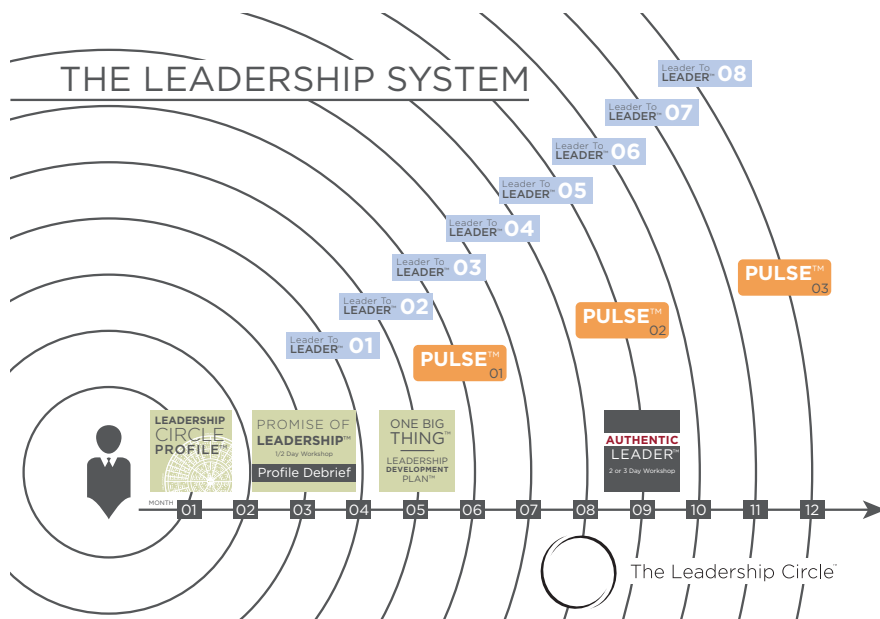 THE LEADERSHIP SYSTEM
Leader To
LEADER™ 08
Leader To
LEADER™ 07
Leader To
LEADER™ 06
Leader To
LEADER™ 05
Leader To
LEADER™ 04
Leader To
LEADER™ 03
Leader To
LEADER™ 02
Leader To
LEADER™ 01
PULSE™
03
PULSE™
02
PULSE™
01
LEADERSHIP
CIRCLE
PROFILE™
PROMISE OF
LEADERSHIP™
1/2 Day Workshop
Profile Debrief
ONE BIG
THING™
LEADERSHIP
DEVELOPMENT
PLAN™
AUTHENTIC
LEADER™
2 or 3 Day Workshop
MONTH 01 02 03 04 05 06 07 08 09 10 11 12
The Leadership Circle™